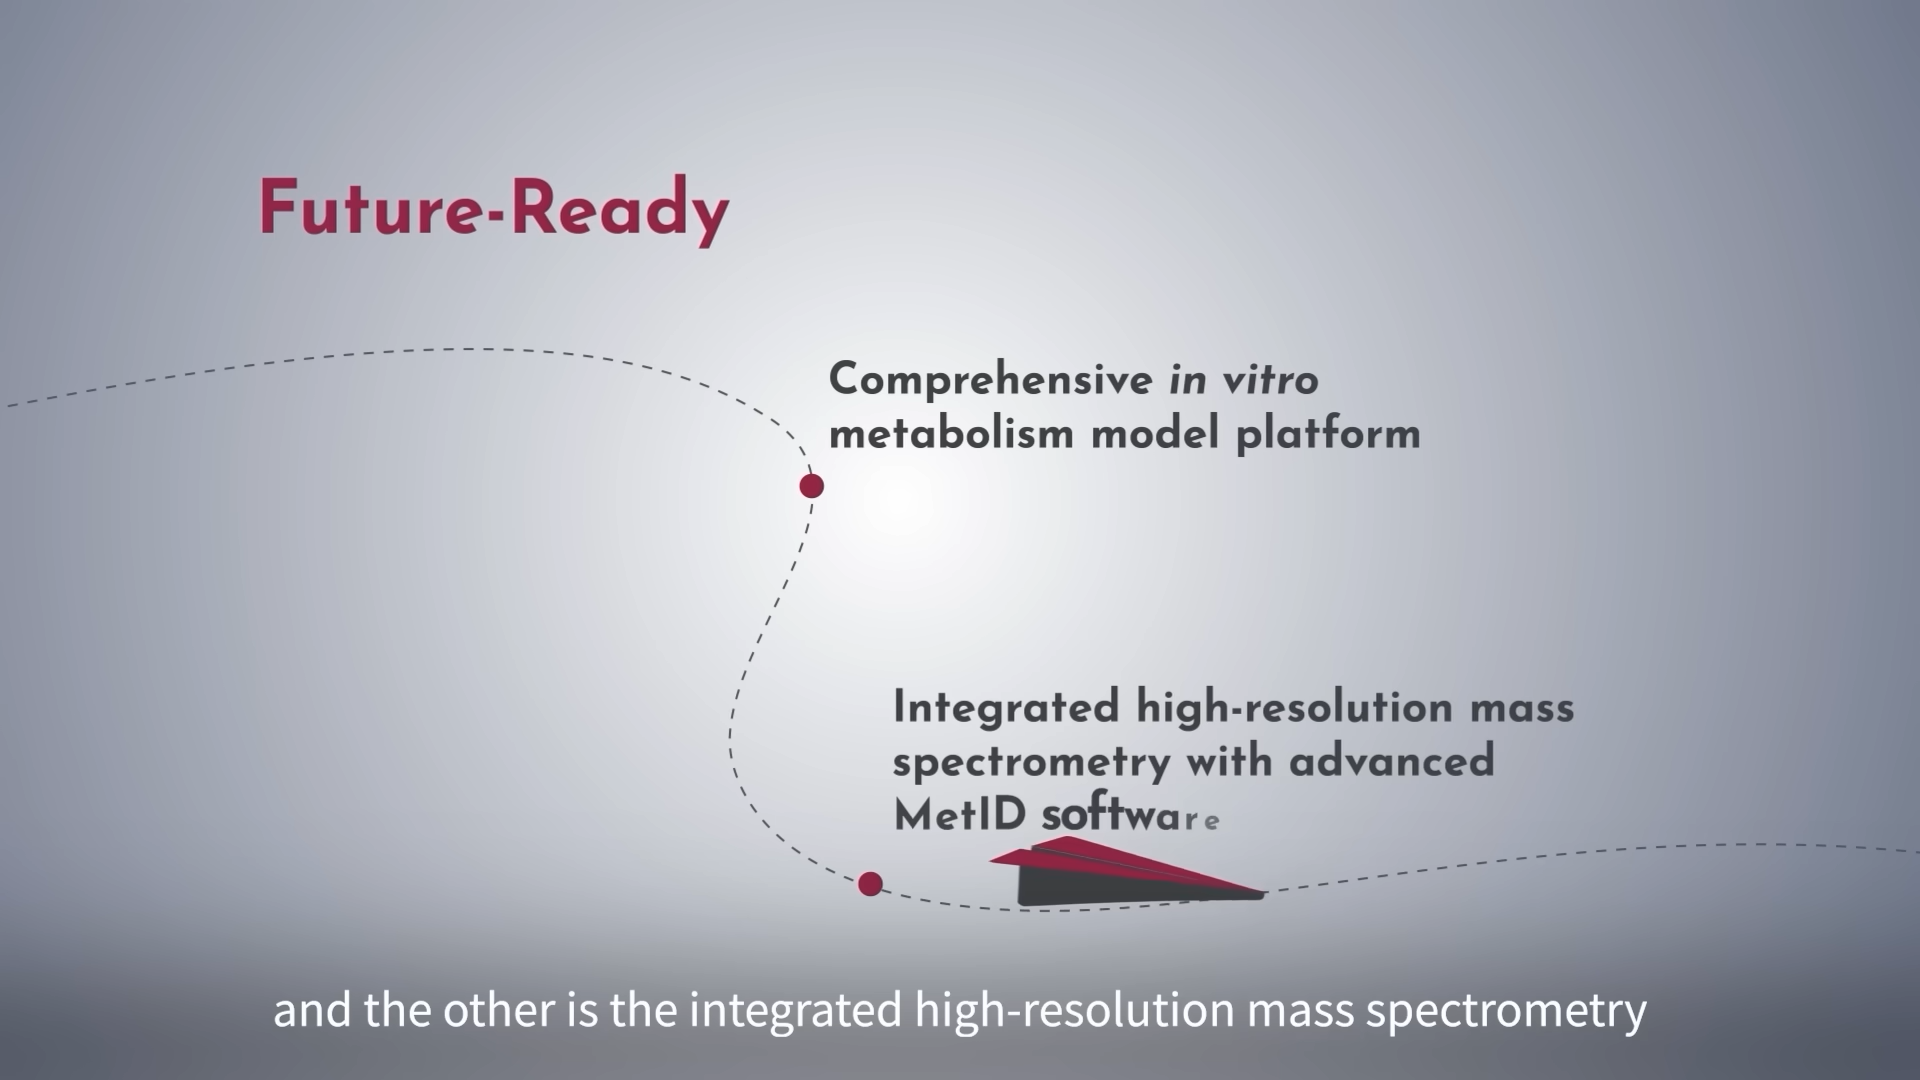 Future-Ready
Comprehensive in vitro
metabolism model platform
Integrated high-resolution mass
spectrometry with advanced
MetID software
and the other is the integrated high-resolution mass spectrometry